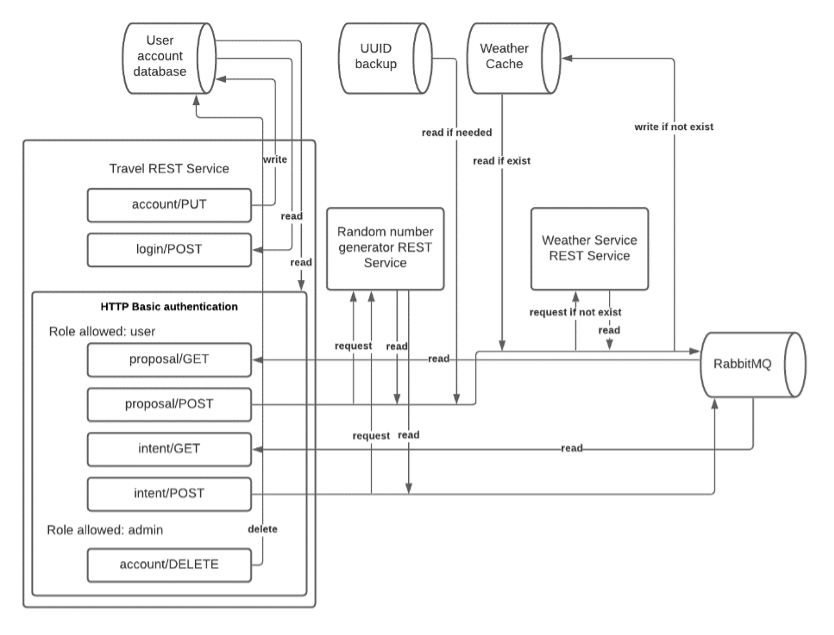 User
account
database
UUID
backup
Weather
Cache
read if needed
write if not exist
read if exist
write
Travel REST Service
account/PUT
read
login/POST
read
Random number
generator REST
Service
Weather Service
REST Service
HTTP Basic authentication
request if not exist
Role allowed: user
read
request
read
proposal/GET
read
RabbitMQ
proposal/POST
request
read
intent/GET
read
intent/POST
Role allowed: admin
delete
account/DELETE